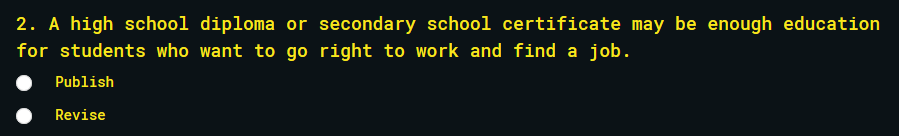 2. A high school diploma or secondary school certificate may be enough education
for students who want to go right to work and find a job.
Publish
Revise